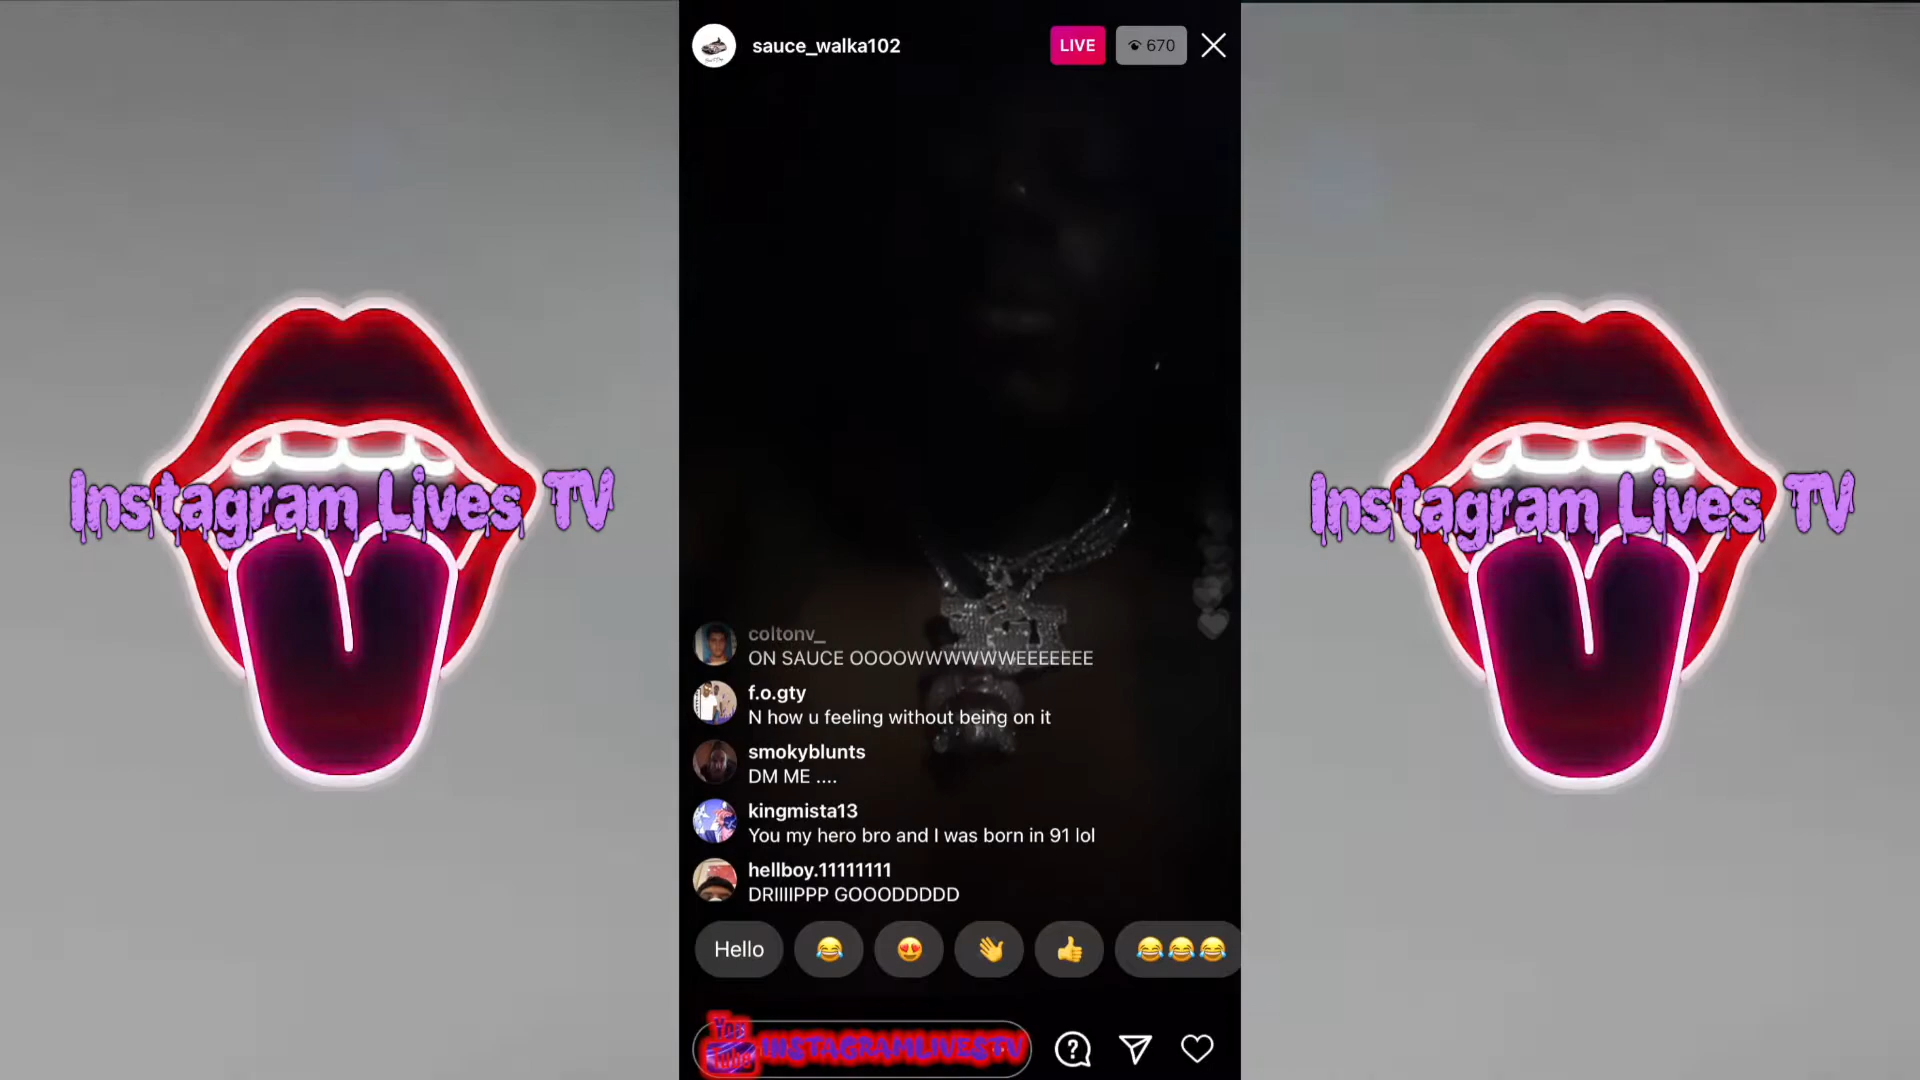 sauce_walka102
LIVE
670
Instagram Lives TV
Instagram Lives TV
coltonv_
ON SAUCE OOOOWWWWWWEEEEEEE
f.o.gty
N how u feeling without being on it
smokyblunts
DM ME ....
kingmista13
You my hero bro and I was born in 91 lol
hellboy.11111111
DRIIIIPPP GOOODDDDD
Hello
You
Tube
INSTAGRAMLIVESTV